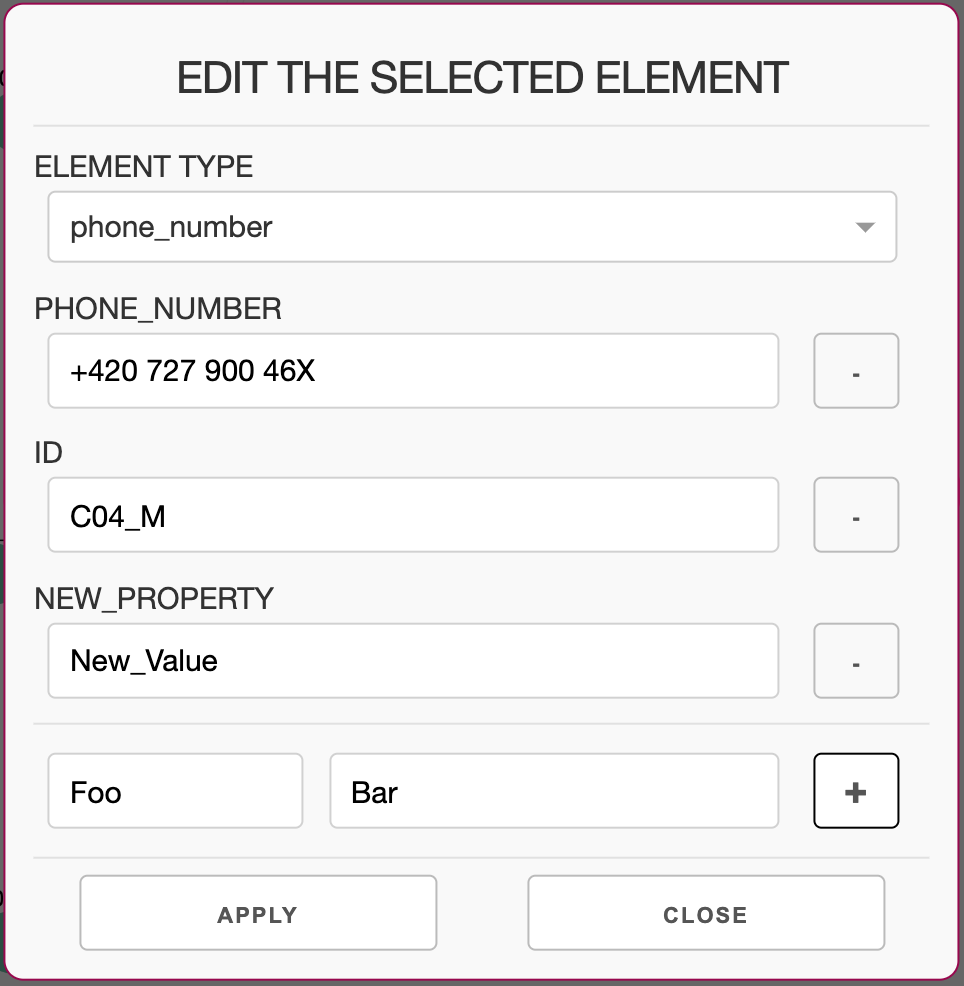 EDIT THE SELECTED ELEMENT
ELEMENT TYPE
phone_number
PHONE_NUMBER
+420 727 900 46X
-
ID
C04_M
-
NEW_PROPERTY
New_Value
-
Foo Bar +
APPLY CLOSE